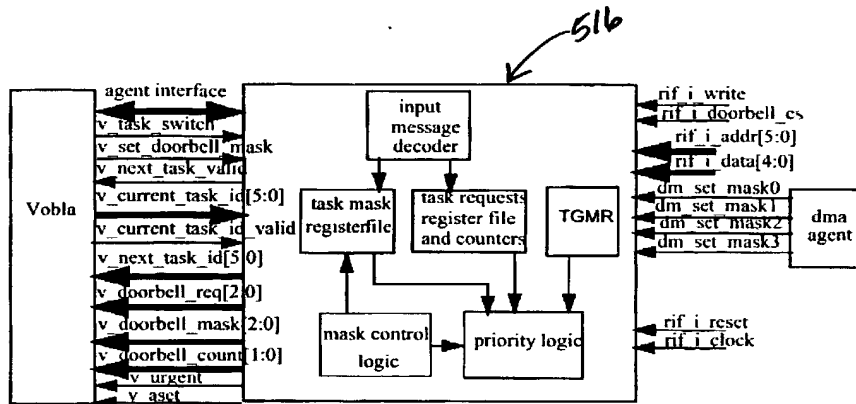 516
agent interface
v_task_switch
v_set_doorbell_mask
v_next_task_valid
v_current_task_id[5:0]
v_current_task_id_valid
v_next_task_id[5:0]
v_doorbell_req[2:0]
v_doorbell_mask[2:0]
v_doorbell_count[1:0]
v_urgent
v_aset
Vobla
input
message
decoder
task mask
registerfile
task requests
register file
and counters
TGMR
mask control
logic
priority logic
rif_i_write
rif_i_doorbell_cs
rif_i_addr[5:0]
rif_i_data[4:0]
dm_set_mask0
dm_set_mask1
dm_set_mask2
dm_set_mask3
dma
agent
rif_i_reset
rif_i_clock